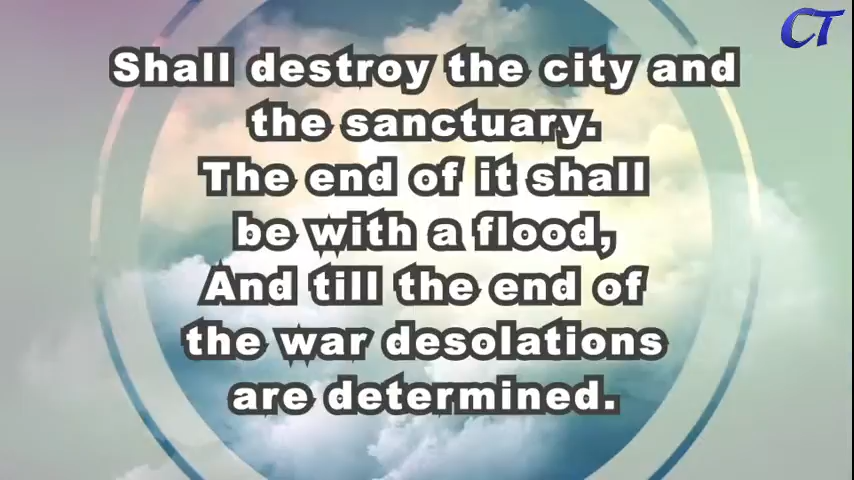 CT
Shall destroy the city and
the sanctuary.
The end of it shall
be with a flood,
And till the end of
the war desolations
are determined.